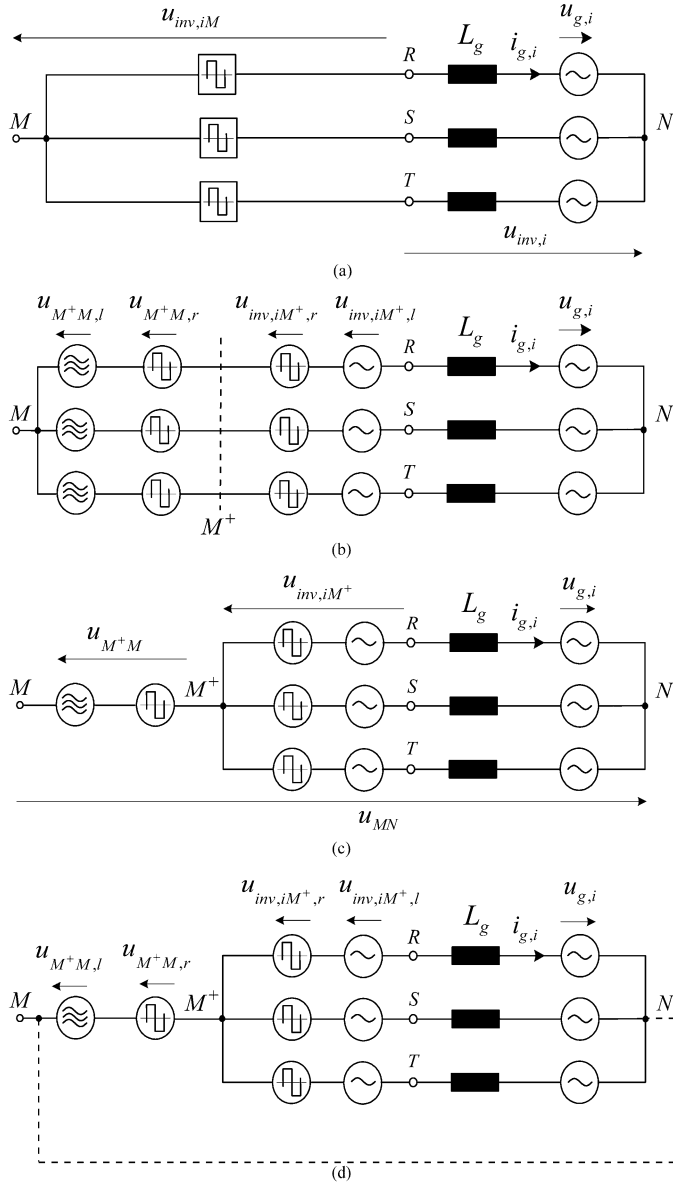 u_{inv,iM}
u_{g,i}
R L_g i_{g,i}
M S N
T
u_{inv,i}
(a)
u_{M^+M,l} u_{M^+M,r} u_{inv,iM^+,r} u_{inv,iM^+,l} u_{g,i}
R L_g i_{g,i}
M S N
T
M^+
(b)
u_{inv,iM^+} L_g i_{g,i} u_{g,i}
R
u_{M^+M}
M M^+ S N
T
u_{MN}
(c)
u_{inv,iM^+,r} u_{inv,iM^+,l} L_g i_{g,i} u_{g,i}
R
u_{M^+M,l} u_{M^+M,r}
M M^+ S N
T
(d)